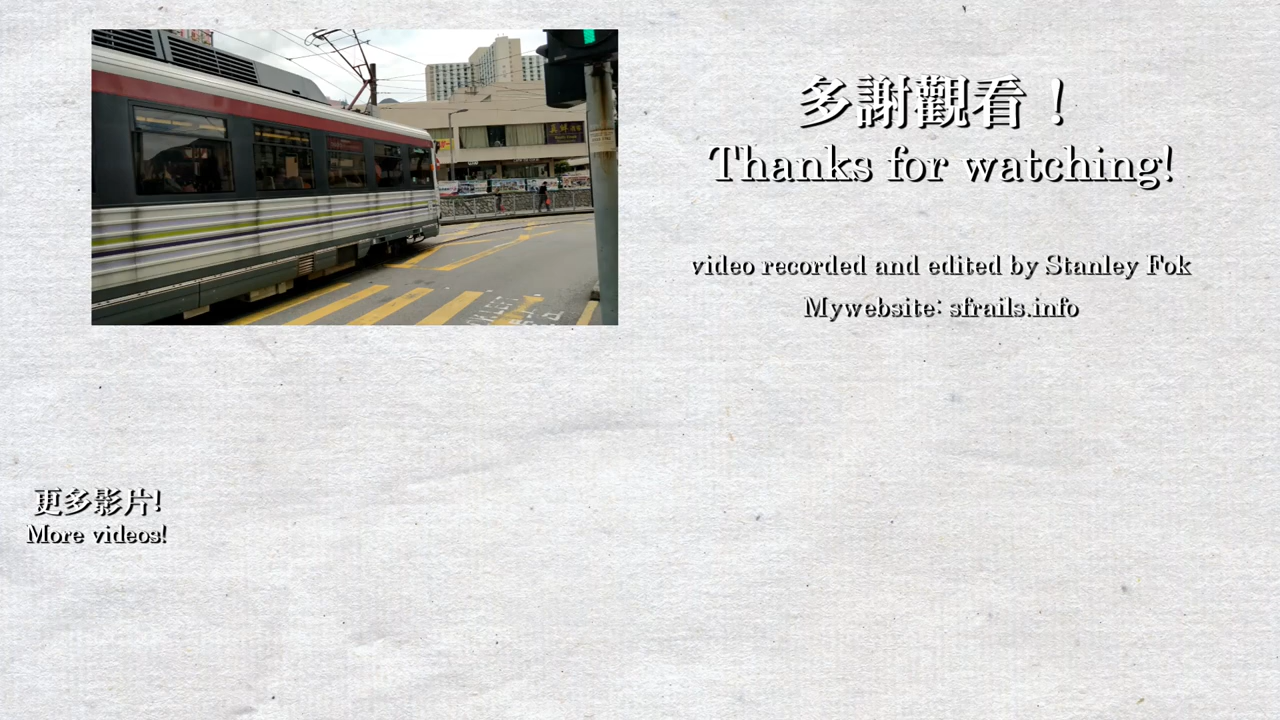 多謝觀看！
Thanks for watching!
video recorded and edited by Stanley Fok
Mywebsite: sfrails.info
更多影片!
More videos!